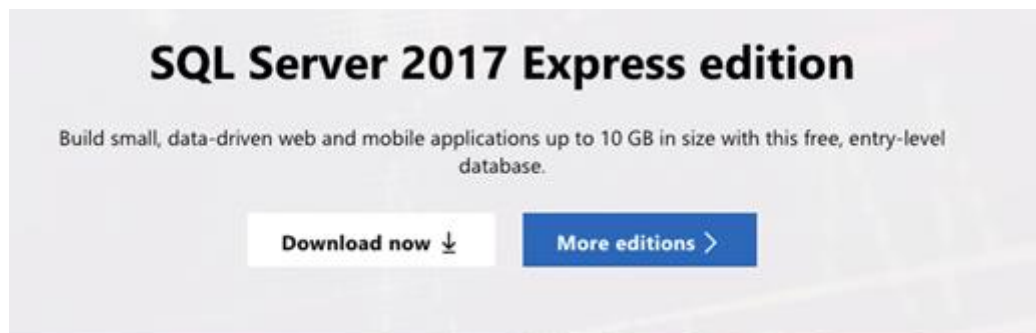 SQL Server 2017 Express edition
Build small, data-driven web and mobile applications up to 10 GB in size with this free, entry-level
database.
Download now
More editions